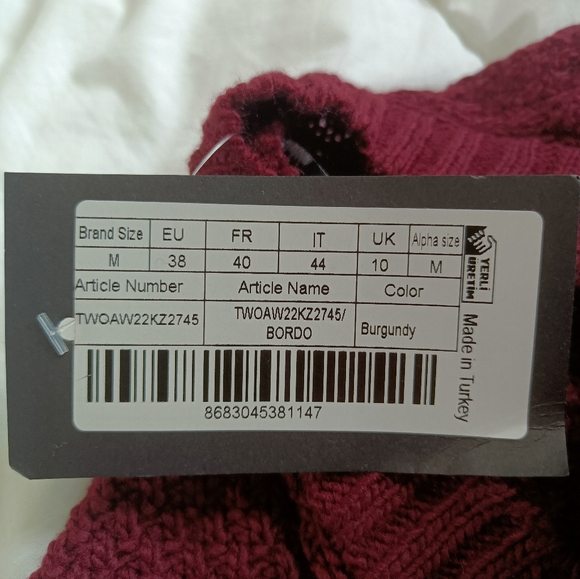 Brand Size EU FR IT UK Alpha size
M 38 40 44 10 M
Article Number Article Name Color
TWOAW22KZ2745 TWOAW22KZ2745/
BORDO Burgundy
8683045381147
YERLİ
ÜRETİM
Made in Turkey